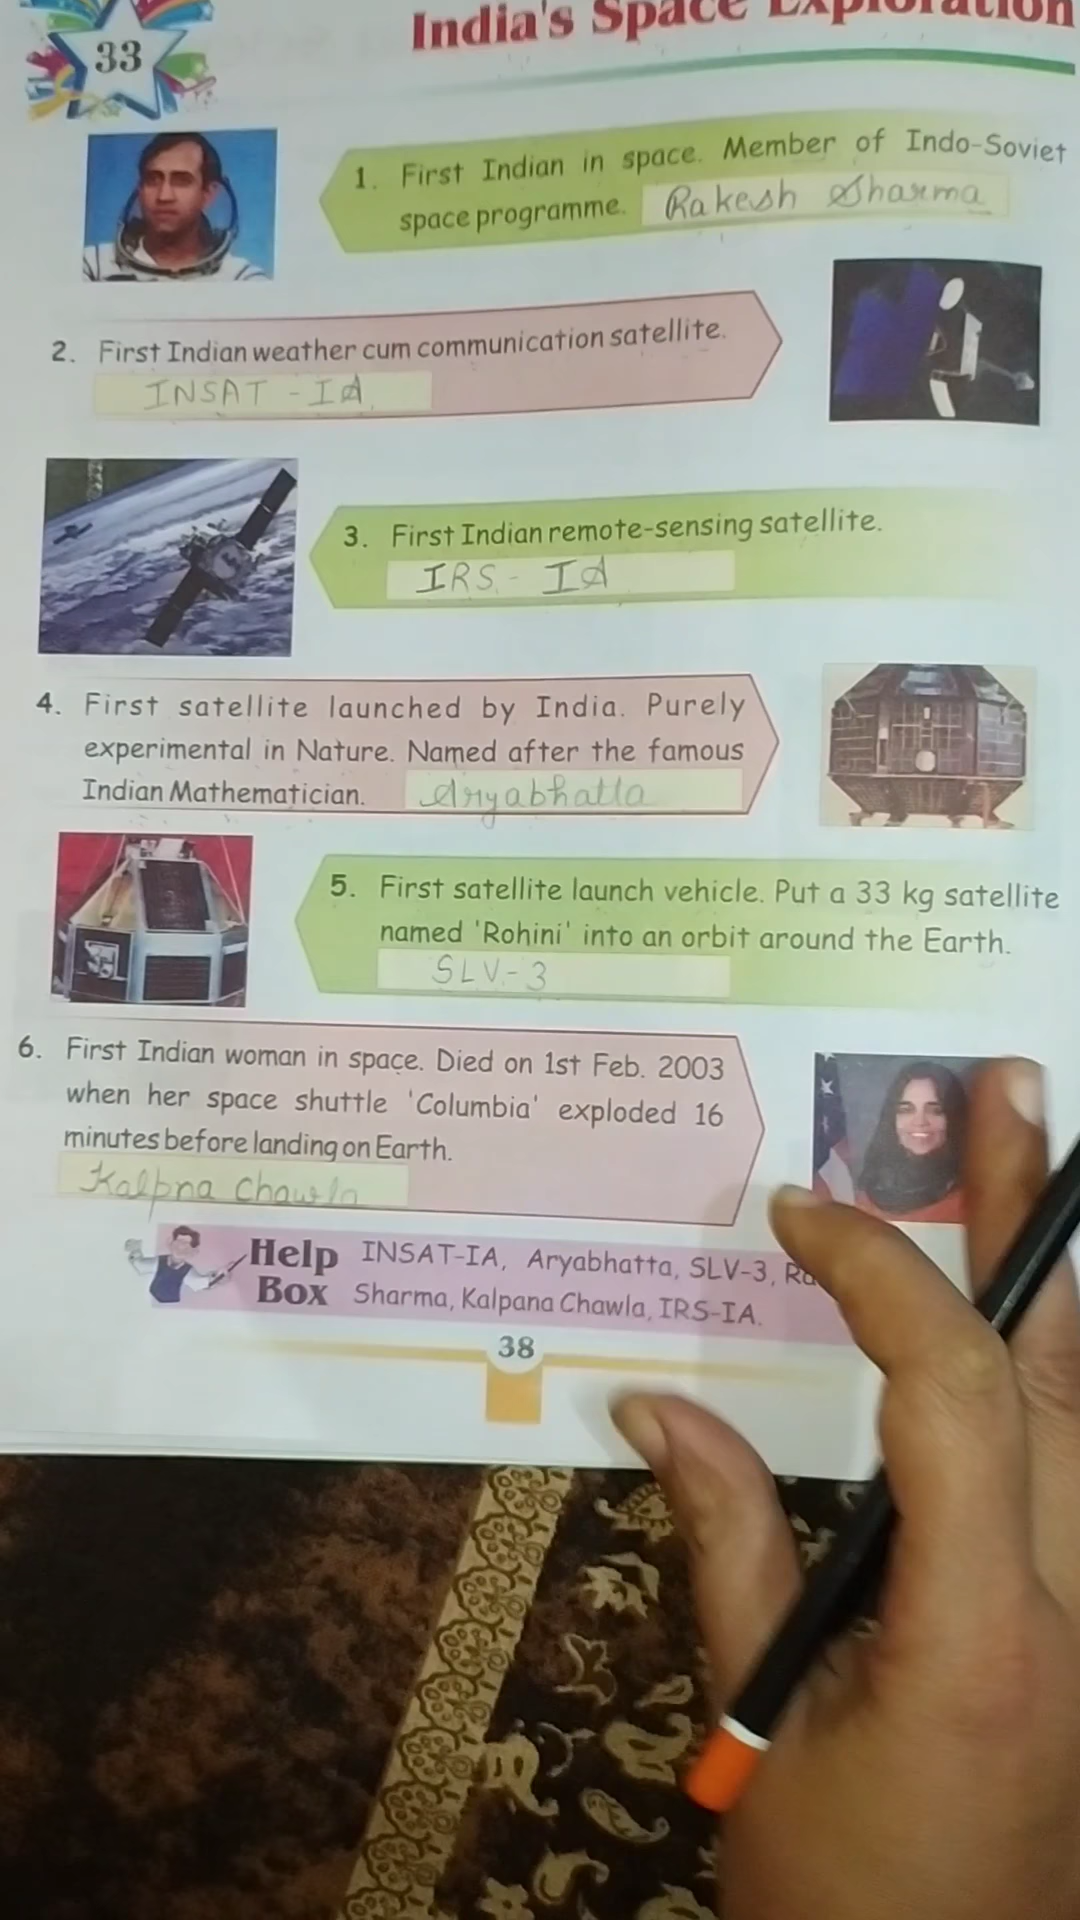 33
India's Space Exploration
1. First Indian in space. Member of Indo-Soviet
space programme. Rakesh Sharma
2. First Indian weather cum communication satellite.
INSAT - IA
3. First Indian remote-sensing satellite.
IRS - IA
4. First satellite launched by India. Purely
experimental in Nature. Named after the famous
Indian Mathematician. Aryabhatta
5. First satellite launch vehicle. Put a 33 kg satellite
named 'Rohini' into an orbit around the Earth.
SLV-3
6. First Indian woman in space. Died on 1st Feb. 2003
when her space shuttle 'Columbia' exploded 16
minutes before landing on Earth.
Kalpna Chawla
Help Box INSAT-IA, Aryabhatta, SLV-3,
Sharma, Kalpana Chawla, IRS-IA.
38